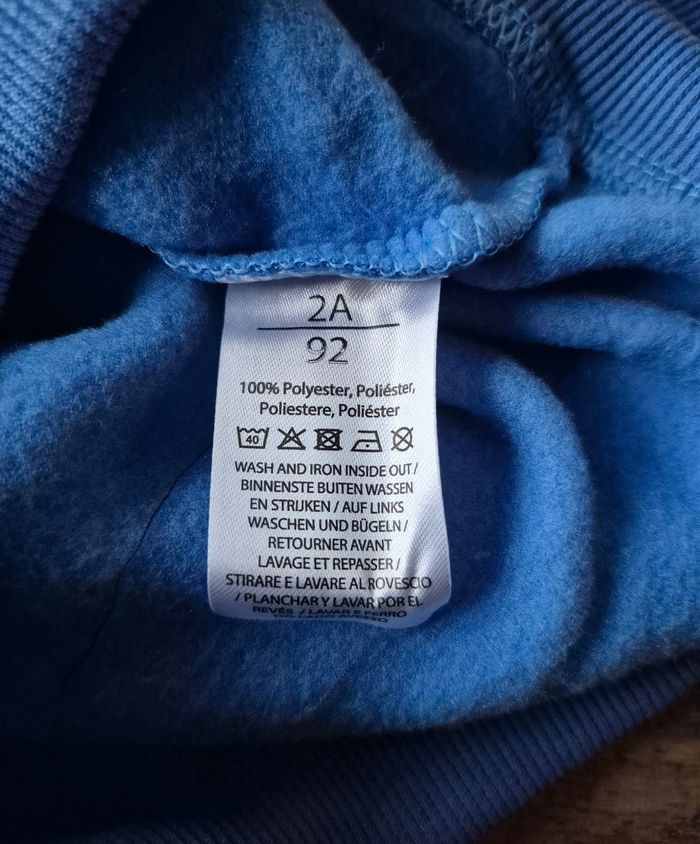 2A
92
100% Polyester, Poliéster,
Poliestere, Poliéster
40
WASH AND IRON INSIDE OUT /
BINNENSTE BUITEN WASSEN
EN STRIJKEN / AUF LINKS
WASCHEN UND BÜGELN /
RETOURNER AVANT
LAVAGE ET REPASSER /
STIRARE E LAVARE AL ROVESCIO
/ PLANCHAR Y LAVAR POR EL
REVÉS / LAVAR E FERRO
LADO AVESSO